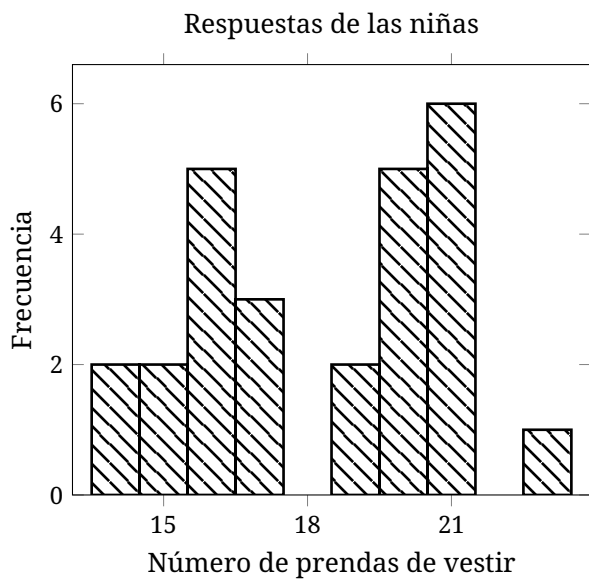 Respuestas de las niñas
6
4
2
0
Frecuencia
15 18 21
Número de prendas de vestir